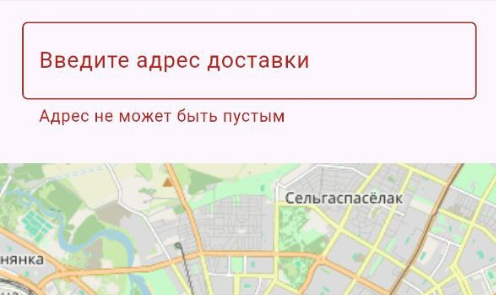 Введите адрес доставки
Адрес не может быть пустым
Сельгаспасёлак
нянка